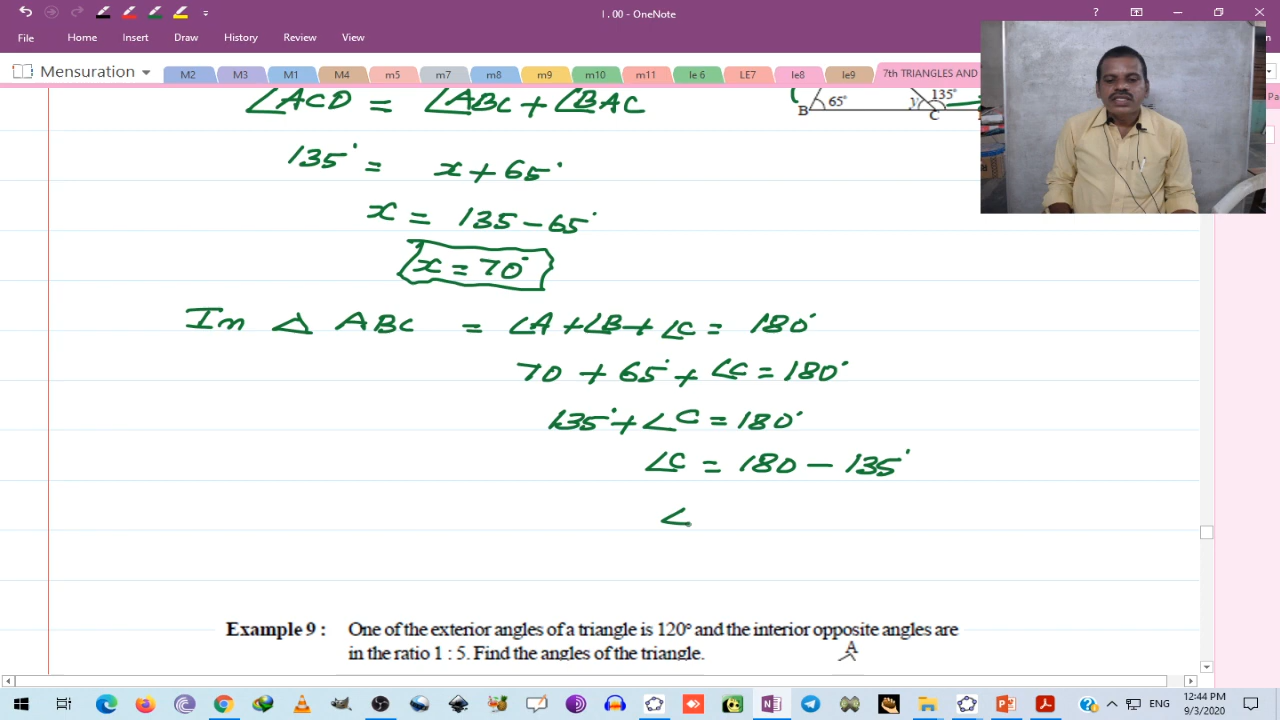 1.00 - OneNote
File Home Insert Draw History Review View
Mensuration M2 M3 M1 M4 m5 m7 m8 m9 m10 m11 le 6 LE7 le8 le9 7th TRIANGLES AND
∠ACD = ∠ABC + ∠BAC
B 65° y 135° C
135° = x + 65°
x = 135 - 65°
x = 70°
In △ ABC = ∠A + ∠B + ∠C = 180°
70 + 65° + ∠C = 180°
135° + ∠C = 180°
∠C = 180 - 135°
∠
Example 9 : One of the exterior angles of a triangle is 120° and the interior opposite angles are
in the ratio 1 : 5. Find the angles of the triangle.
A
ENG
12:44 PM
9/3/2020